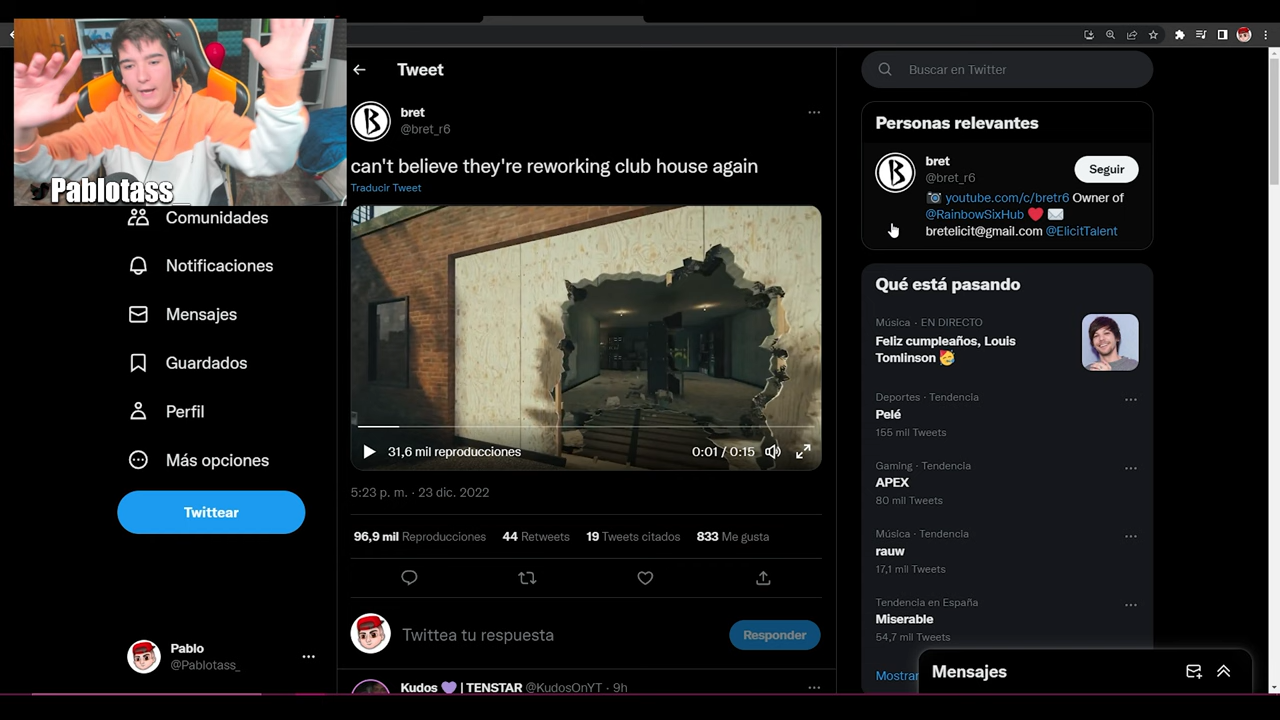 Pablotass_
Comunidades
Notificaciones
Mensajes
Guardados
Perfil
Más opciones
Twittear
Pablo
@Pablotass_
Tweet
bret
@bret_r6
can't believe they're reworking club house again
Traducir Tweet
31,6 mil reproducciones
0:01 / 0:15
5:23 p. m. · 23 dic. 2022
96,9 mil Reproducciones 44 Retweets 19 Tweets citados 833 Me gusta
Twittea tu respuesta
Responder
Kudos 💜 | TENSTAR @KudosOnYT · 9h
Buscar en Twitter
Personas relevantes
bret
@bret_r6
Seguir
📷 youtube.com/c/bretr6 Owner of
@RainbowSixHub ❤️ ✉️
bretelicit@gmail.com @ElicitTalent
Qué está pasando
Música · EN DIRECTO
Feliz cumpleaños, Louis
Tomlinson 🥳
Deportes · Tendencia
Pelé
155 mil Tweets
Gaming · Tendencia
APEX
80 mil Tweets
Música · Tendencia
rauw
17,1 mil Tweets
Tendencia en España
Miserable
54,7 mil Tweets
Mostrar
Mensajes